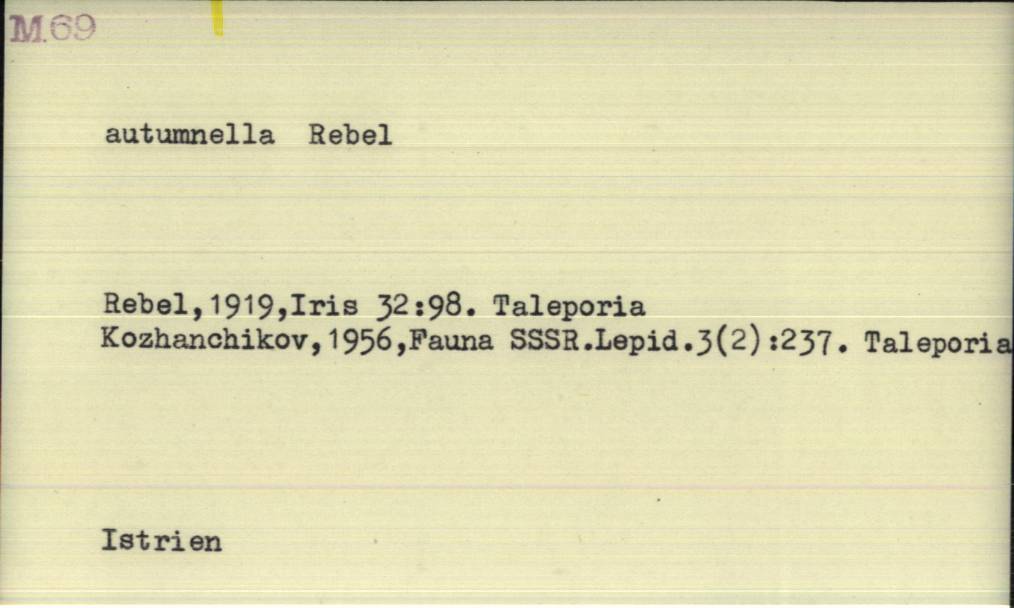 M.69
autumnella Rebel
Rebel,1919,Iris 32:98. Taleporia
Kozhanchikov,1956,Fauna SSSR.Lepid.3(2):237. Taleporia
Istrien